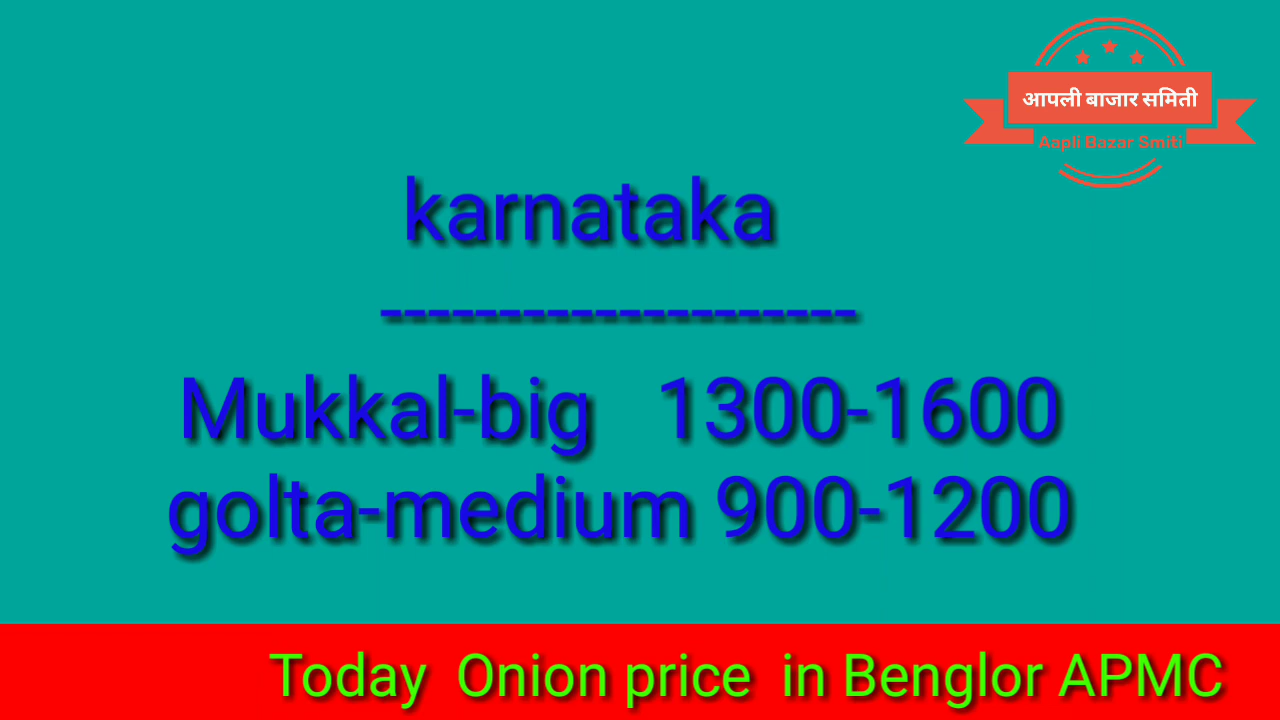 आपली बाजार समिती
Aapli Bazar Smiti
karnataka
--------------------
Mukkal-big 1300-1600
golta-medium 900-1200
Today Onion price in Benglor APMC